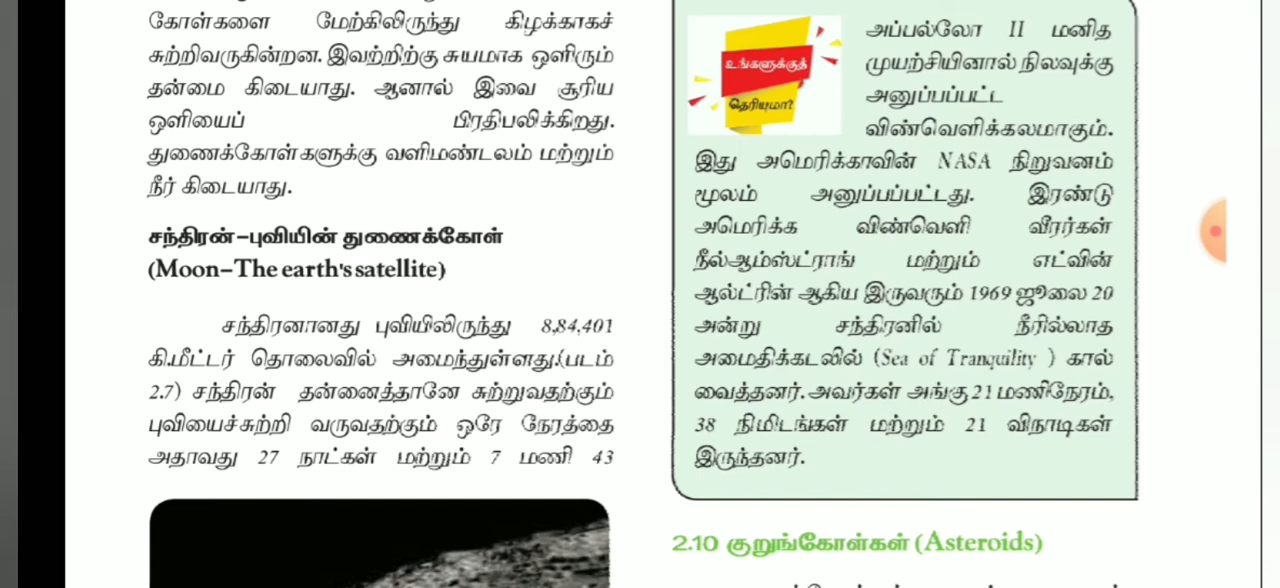 கோள்களை மேற்கிலிருந்து கிழக்காகச்
சுற்றிவருகின்றன. இவற்றிற்கு சுயமாக ஒளிரும்
தன்மை கிடையாது. ஆனால் இவை சூரிய
ஒளியைப் பிரதிபலிக்கிறது.
துணைக்கோள்களுக்கு வளிமண்டலம் மற்றும்
நீர் கிடையாது.
சந்திரன்–புவியின் துணைக்கோள்
(Moon–The earth's satellite)
சந்திரனானது புவியிலிருந்து 8,84,401
கி.மீட்டர் தொலைவில் அமைந்துள்ளது.(படம்
2.7) சந்திரன் தன்னைத்தானே சுற்றுவதற்கும்
புவியைச்சுற்றி வருவதற்கும் ஒரே நேரத்தை
அதாவது 27 நாட்கள் மற்றும் 7 மணி 43
உங்களுக்குத்
தெரியுமா?
அப்பல்லோ II மனித
முயற்சியினால் நிலவுக்கு
அனுப்பப்பட்ட
விண்வெளிக்கலமாகும்.
இது அமெரிக்காவின் NASA நிறுவனம்
மூலம் அனுப்பப்பட்டது. இரண்டு
அமெரிக்க விண்வெளி வீரர்கள்
நீல்ஆம்ஸ்ட்ராங் மற்றும் எட்வின்
ஆல்ட்ரின் ஆகிய இருவரும் 1969 ஜூலை 20
அன்று சந்திரனில் நீரில்லாத
அமைதிக்கடலில் (Sea of Tranquility ) கால்
வைத்தனர். அவர்கள் அங்கு 21 மணிநேரம்,
38 நிமிடங்கள் மற்றும் 21 விநாடிகள்
இருந்தனர்.
2.10 குறுங்கோள்கள் (Asteroids)